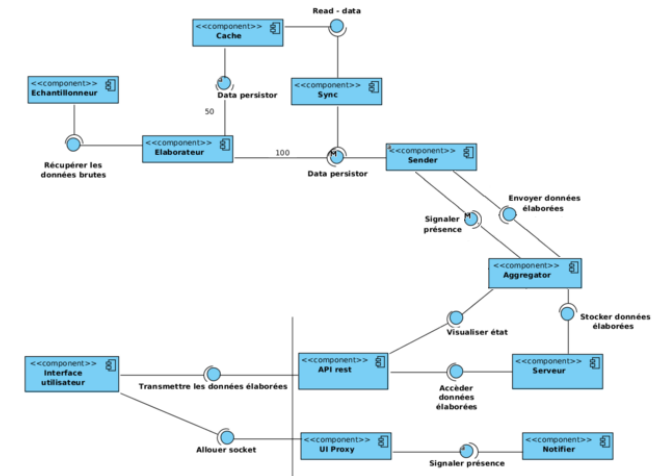 Read - data
<<component>>
Cache
<<component>>
Echantillonneur
Data persistor
<<component>>
Sync
50
<<component>>
Elaborateur
100
M
<<component>>
Sender
Récupérer les
données brutes
Data persistor
Envoyer données
élaborées
Signaler
présence
M
<<component>>
Aggregator
Stocker données
élaborées
Visualiser état
<<component>>
Interface
utilisateur
Transmettre les données élaborées
<<component>>
API rest
Accèder
données
élaborées
<<component>>
Serveur
Allouer socket
<<component>>
UI Proxy
Signaler présence
<<component>>
Notifier